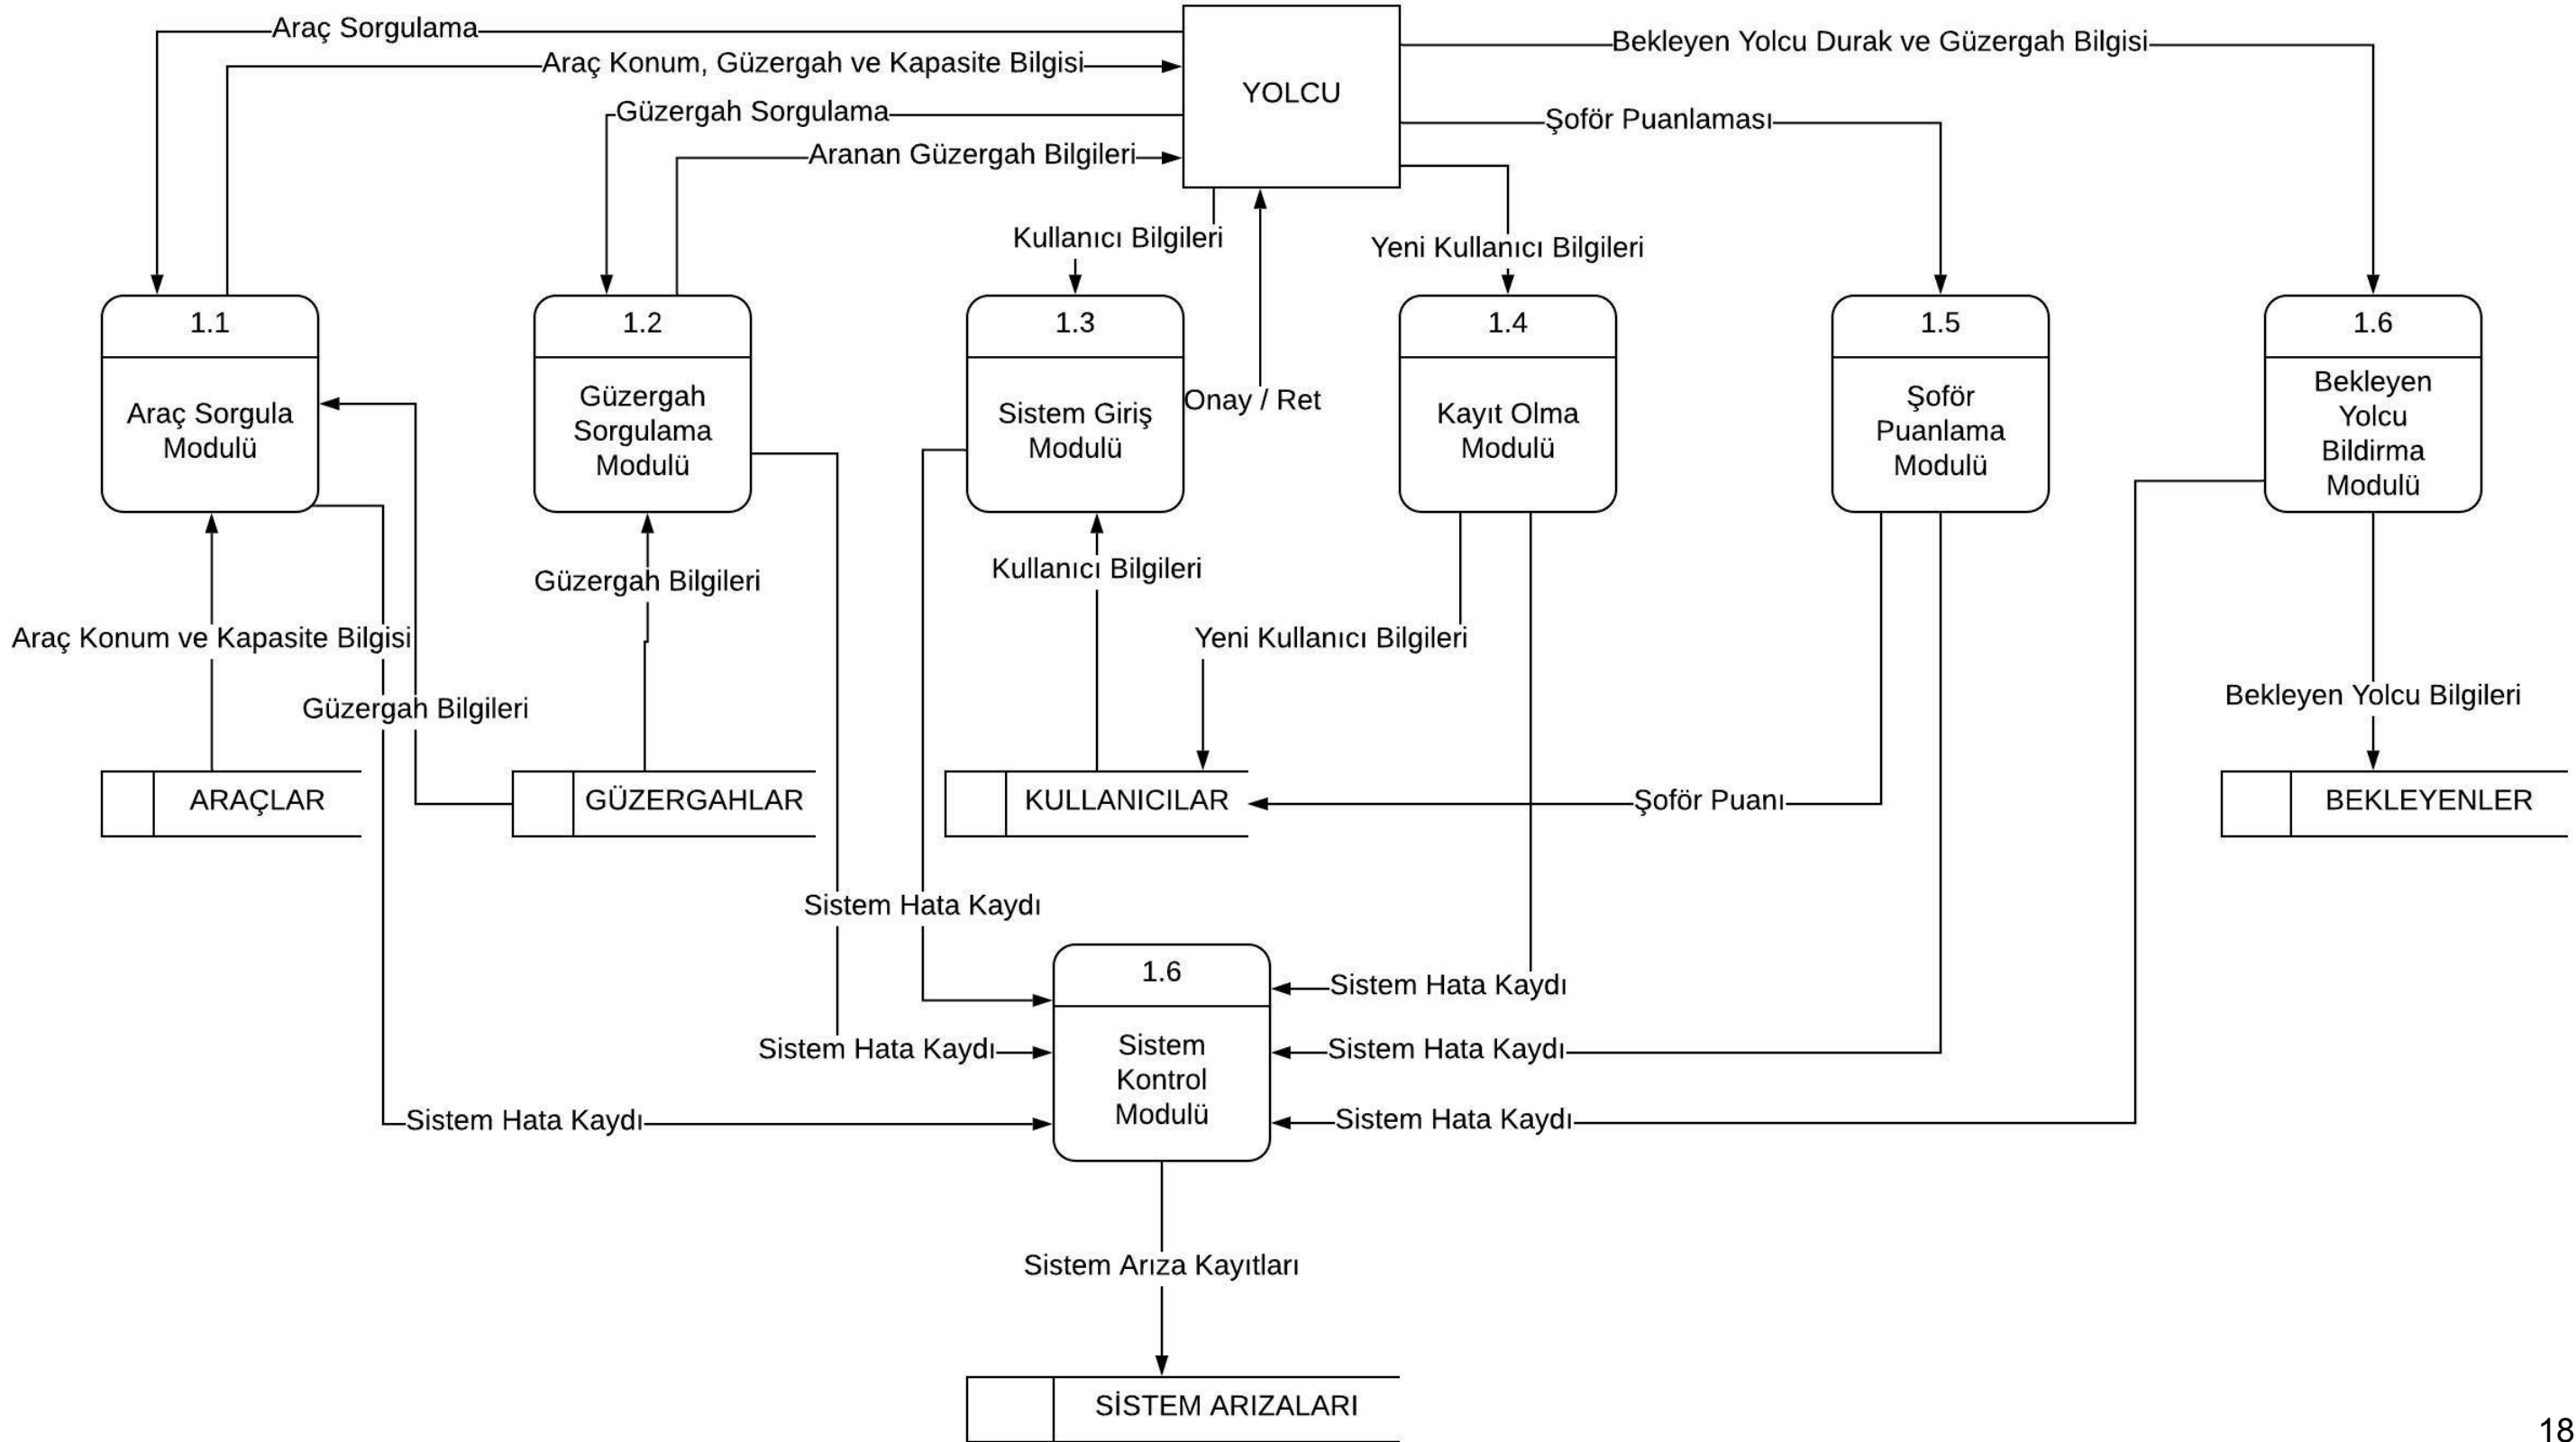 Araç Sorgulama
Bekleyen Yolcu Durak ve Güzergah Bilgisi
Araç Konum, Güzergah ve Kapasite Bilgisi
YOLCU
Güzergah Sorgulama
Şoför Puanlaması
Aranan Güzergah Bilgileri
Kullanıcı Bilgileri
Yeni Kullanıcı Bilgileri
1.1
Araç Sorgula
Modulü
1.2
Güzergah
Sorgulama
Modulü
1.3
Sistem Giriş
Modulü
Onay / Ret
1.4
Kayıt Olma
Modulü
1.5
Şoför
Puanlama
Modulü
1.6
Bekleyen
Yolcu
Bildirma
Modulü
Güzergah Bilgileri
Kullanıcı Bilgileri
Araç Konum ve Kapasite Bilgisi
Yeni Kullanıcı Bilgileri
Güzergah Bilgileri
Bekleyen Yolcu Bilgileri
ARAÇLAR
GÜZERGAHLAR
KULLANICILAR
Şoför Puanı
BEKLEYENLER
Sistem Hata Kaydı
1.6
Sistem
Kontrol
Modulü
Sistem Hata Kaydı
Sistem Hata Kaydı
Sistem Hata Kaydı
Sistem Hata Kaydı
Sistem Hata Kaydı
Sistem Arıza Kayıtları
SİSTEM ARIZALARI
18